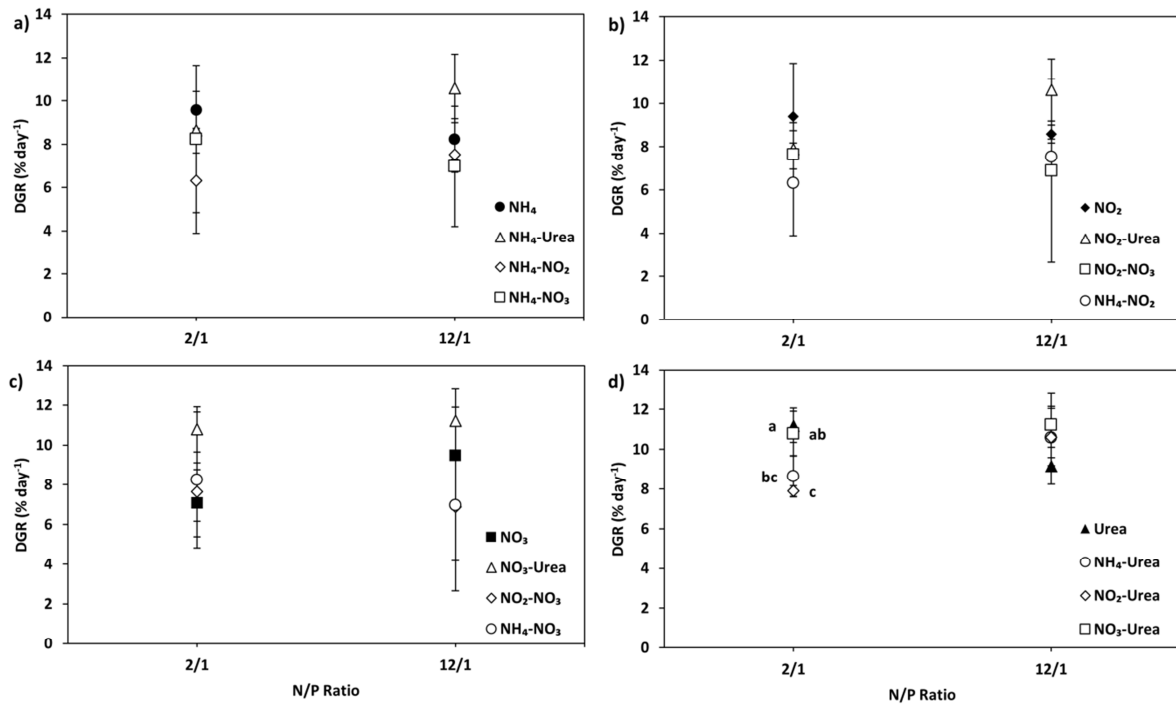 a)
14
12
10
8
6
4
2
0
DGR (% day⁻¹)
2/1
12/1
NH₄
NH₄-Urea
NH₄-NO₂
NH₄-NO₃
b)
14
12
10
8
6
4
2
0
DGR (% day⁻¹)
2/1
12/1
NO₂
NO₂-Urea
NO₂-NO₃
NH₄-NO₂
c)
14
12
10
8
6
4
2
0
DGR (% day⁻¹)
2/1
12/1
N/P Ratio
NO₃
NO₃-Urea
NO₂-NO₃
NH₄-NO₃
d)
14
12
10
8
6
4
2
0
DGR (% day⁻¹)
a
ab
bc
c
2/1
12/1
N/P Ratio
Urea
NH₄-Urea
NO₂-Urea
NO₃-Urea